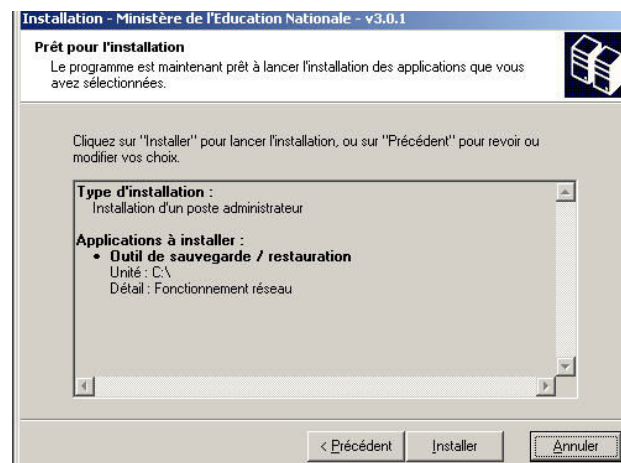 Installation - Ministère de l'Education Nationale - v3.0.1
Prêt pour l'installation
Le programme est maintenant prêt à lancer l'installation des applications que vous
avez sélectionnées.
Cliquez sur "Installer" pour lancer l'installation, ou sur "Précédent" pour revoir ou
modifier vos choix.
Type d'installation :
Installation d'un poste administrateur
Applications à installer :
• Outil de sauvegarde / restauration
Unité : C:\
Détail : Fonctionnement réseau
< Précédent
Installer
Annuler